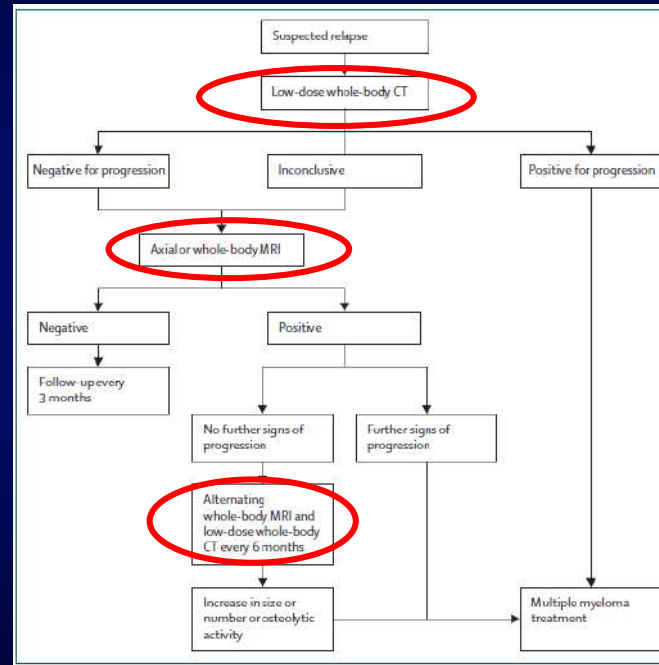 Suspected relapse
Low-dose whole-body CT
Negative for progression
Inconclusive
Positive for progression
Axial or whole-body MRI
Negative
Positive
Follow-up every
3 months
No further signs of
progression
Further signs of
progression
Alternating
whole-body MRI and
low-dose whole-body
CT every 6 months
Increase in size or
number or osteolytic
activity
Multiple myeloma
treatment